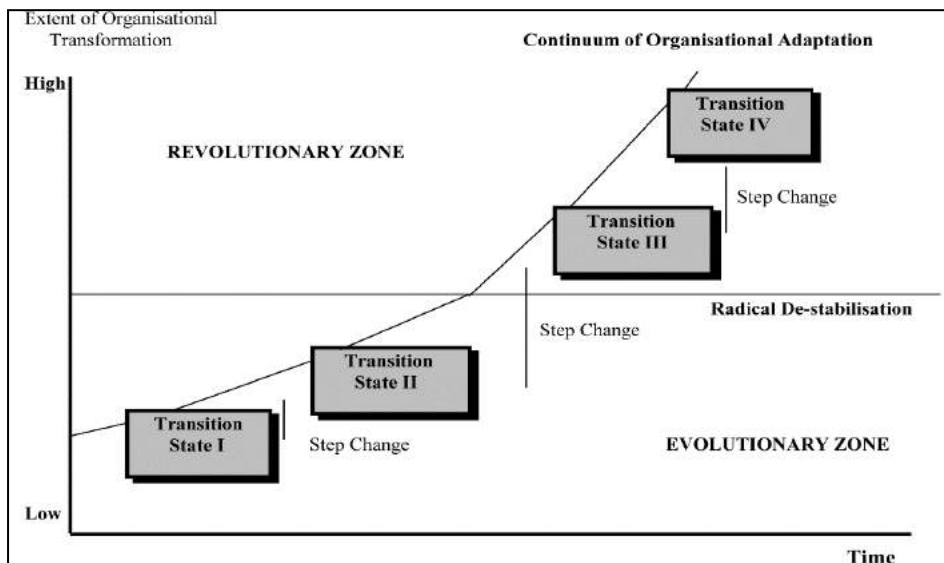 Extent of Organisational
Transformation
Continuum of Organisational Adaptation
High
Transition
State IV
REVOLUTIONARY ZONE
Step Change
Transition
State III
Radical De-stabilisation
Step Change
Transition
State II
Transition
State I
Step Change
EVOLUTIONARY ZONE
Low
Time